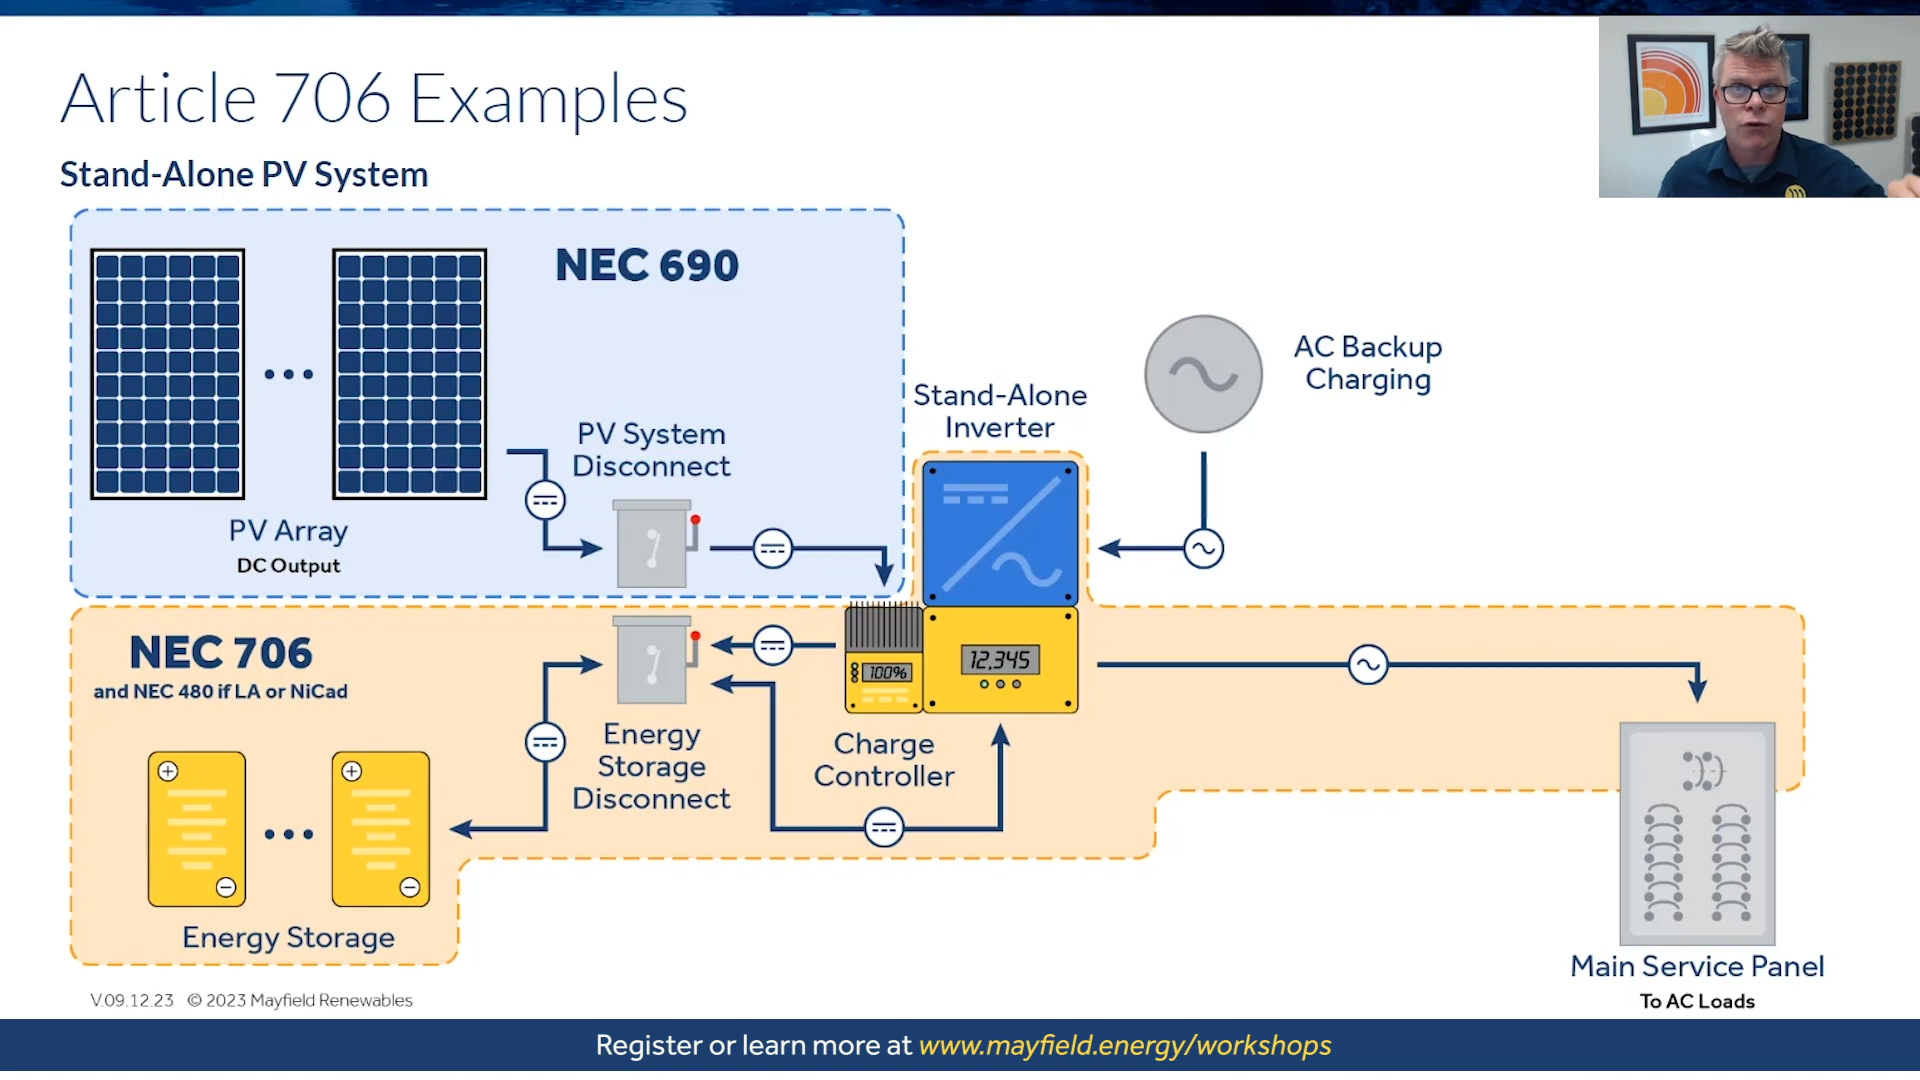 Article 706 Examples
Stand-Alone PV System
NEC 690
AC Backup
Charging
Stand-Alone
Inverter
PV System
Disconnect
PV Array
DC Output
NEC 706
and NEC 480 if LA or NiCad
100%
12,345
Energy
Storage
Disconnect
Charge
Controller
Energy Storage
Main Service Panel
To AC Loads
V.09.12.23 © 2023 Mayfield Renewables
Register or learn more at www.mayfield.energy/workshops